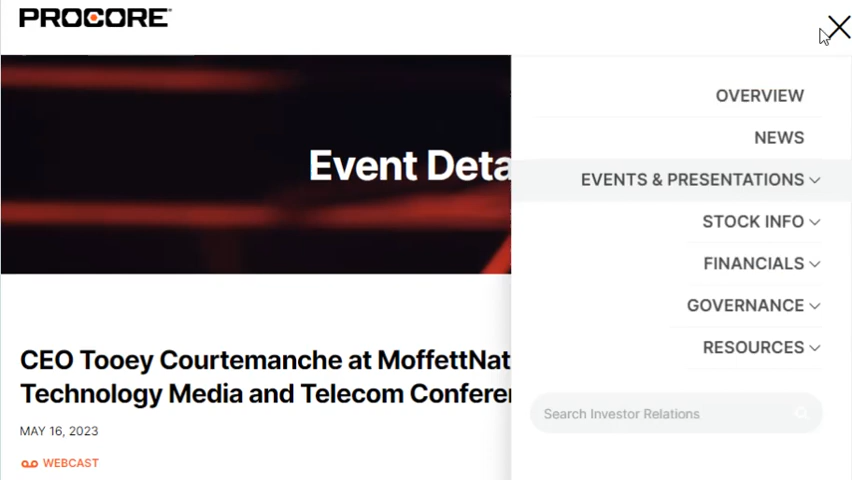 PROCORE
OVERVIEW
NEWS
EVENTS & PRESENTATIONS
STOCK INFO
FINANCIALS
GOVERNANCE
RESOURCES
Search Investor Relations
Event Deta
CEO Tooey Courtemanche at MoffettNat
Technology Media and Telecom Conferen
MAY 16, 2023
WEBCAST